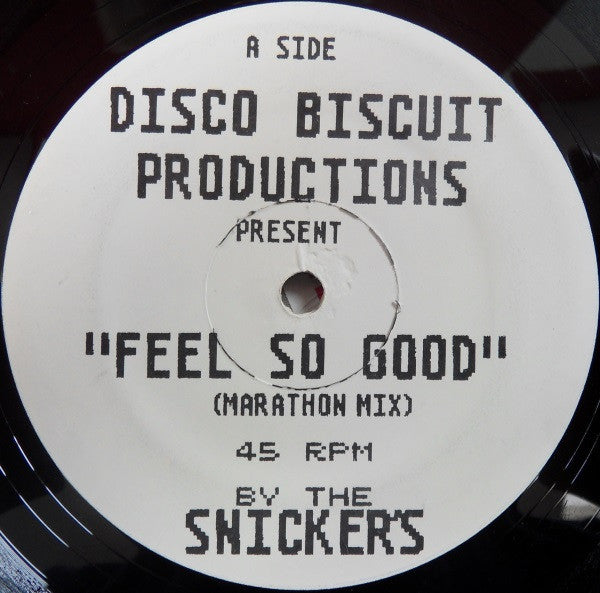 A SIDE
DISCO BISCUIT
PRODUCTIONS
PRESENT
"FEEL SO GOOD"
(MARATHON MIX)
45 RPM
BY THE
SNICKER'S